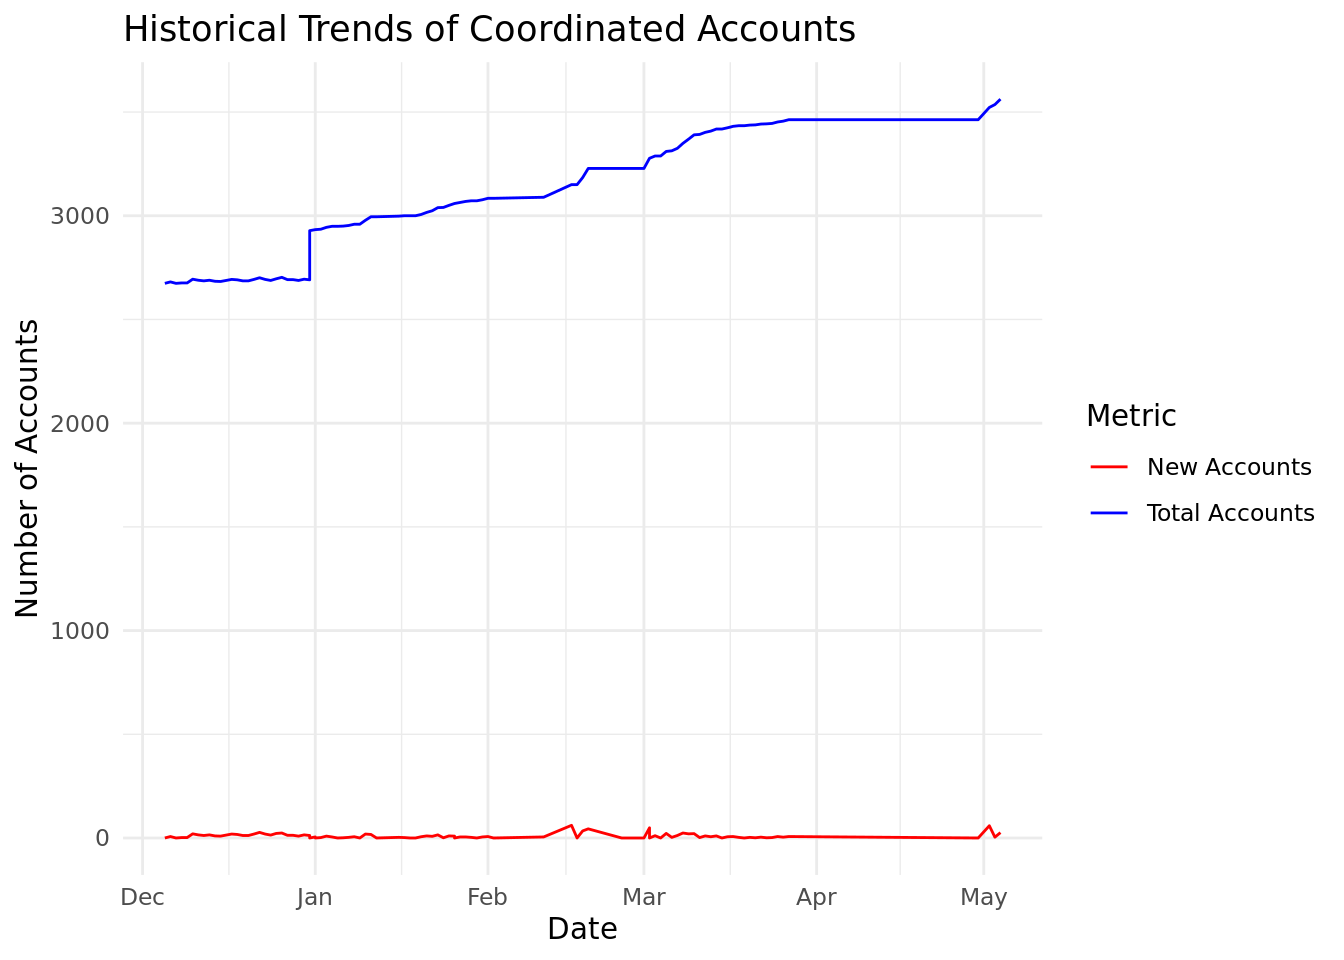 Historical Trends of Coordinated Accounts
Number of Accounts
3000
2000
1000
0
Dec
Jan
Feb
Mar
Apr
May
Date
Metric
New Accounts
Total Accounts